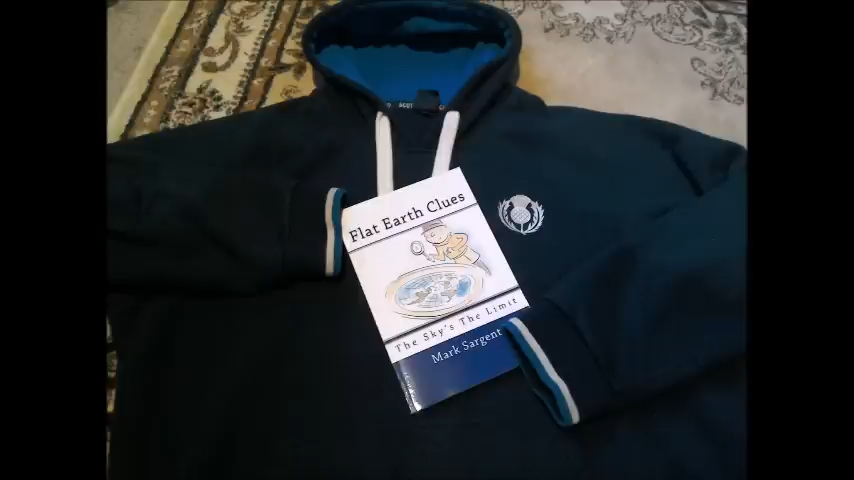 Flat Earth Clues
The Sky's The Limit
Mark Sargent